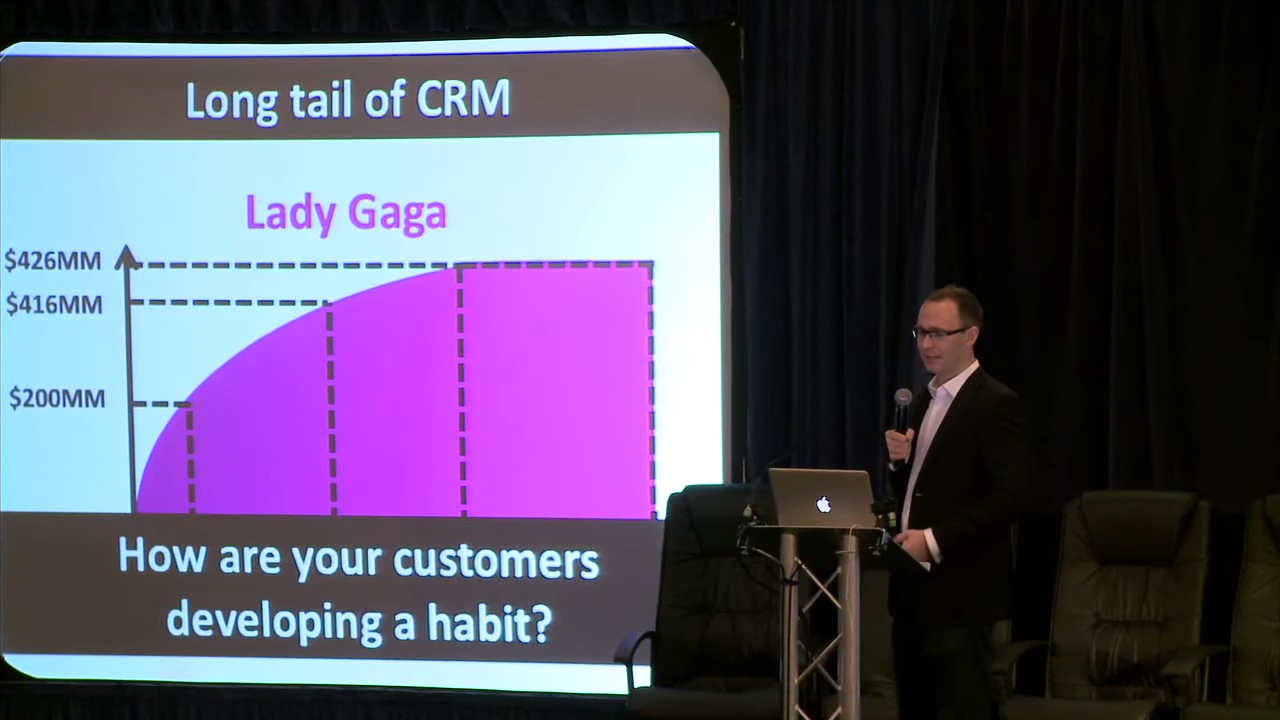 Long tail of CRM
Lady Gaga
$426MM
$416MM
$200MM
How are your customers
developing a habit?